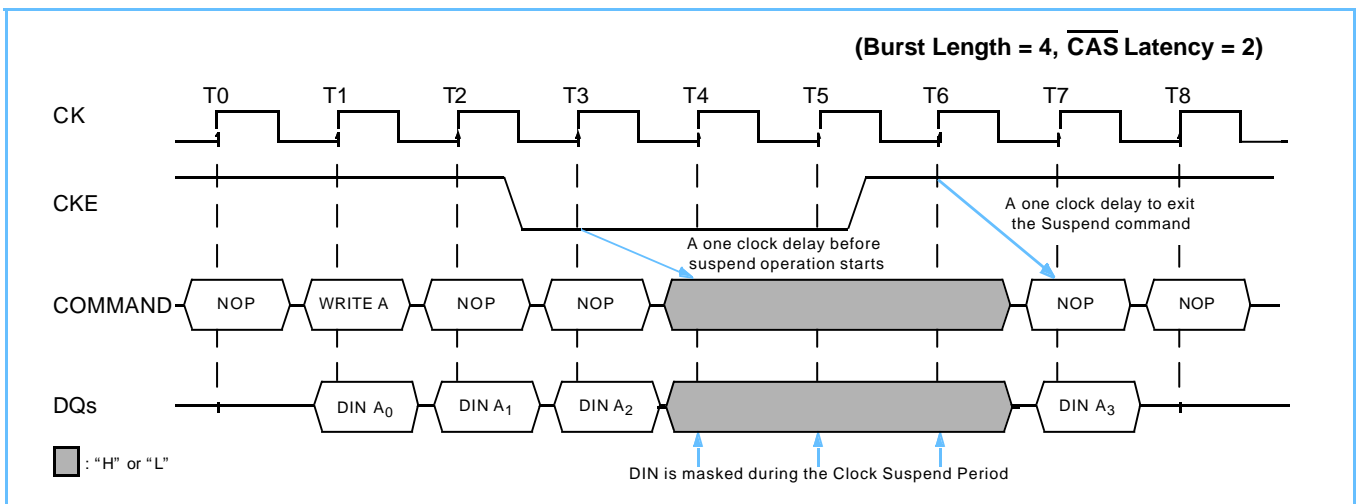 (Burst Length = 4, CAS Latency = 2)
T0 T1 T2 T3 T4 T5 T6 T7 T8
CK
CKE
A one clock delay to exit
the Suspend command
A one clock delay before
suspend operation starts
COMMAND NOP WRITE A NOP NOP NOP NOP
DQs DIN A0 DIN A1 DIN A2 DIN A3
: “H” or “L”
DIN is masked during the Clock Suspend Period